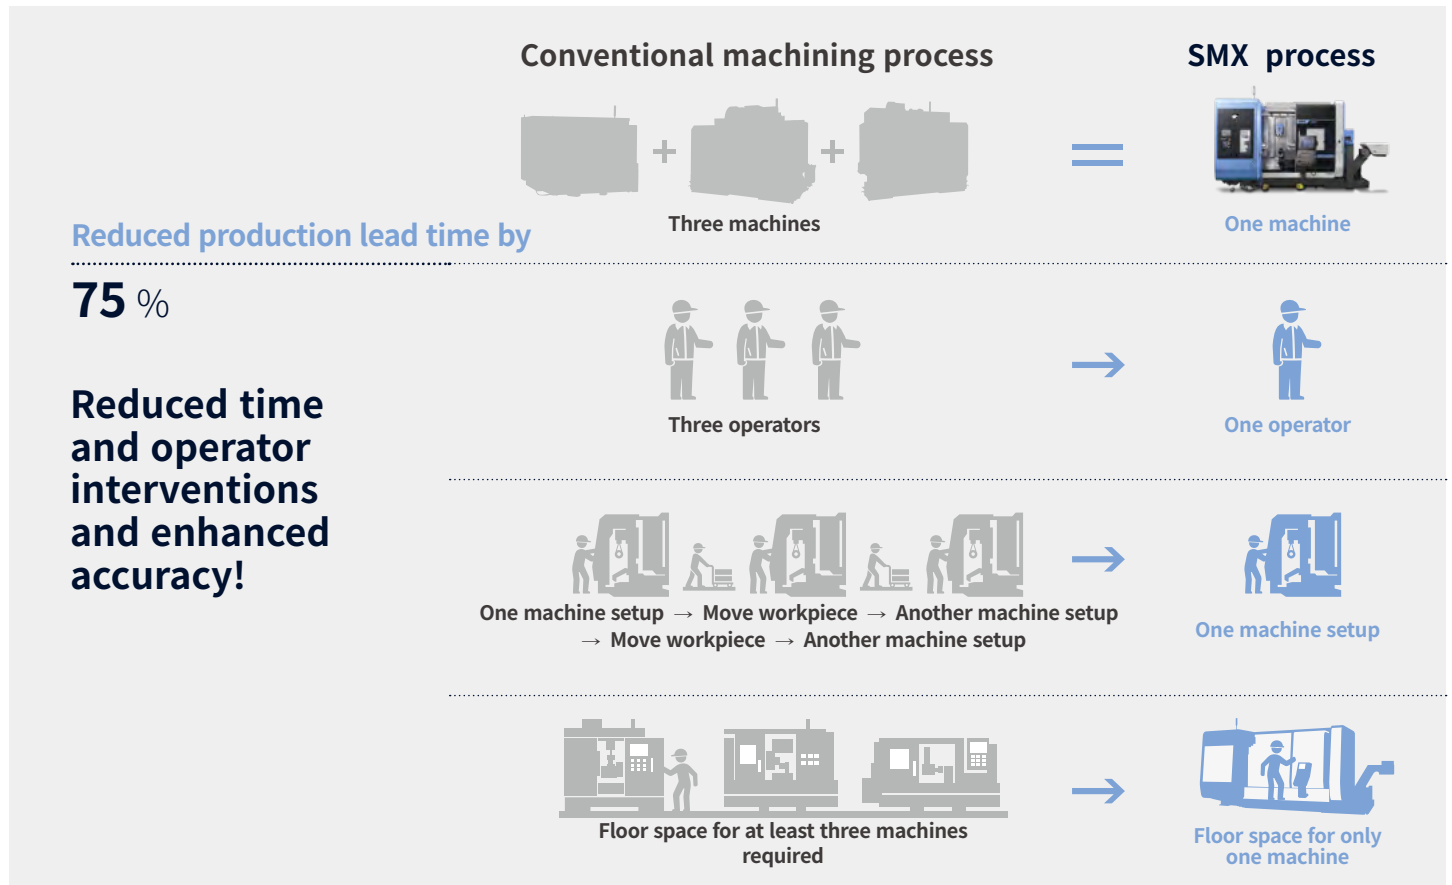 Conventional machining process
SMX process
Three machines
One machine
Reduced production lead time by
75 %
Three operators
One operator
Reduced time
and operator
interventions
and enhanced
accuracy!
One machine setup → Move workpiece → Another machine setup
→ Move workpiece → Another machine setup
One machine setup
Floor space for at least three machines
required
Floor space for only
one machine